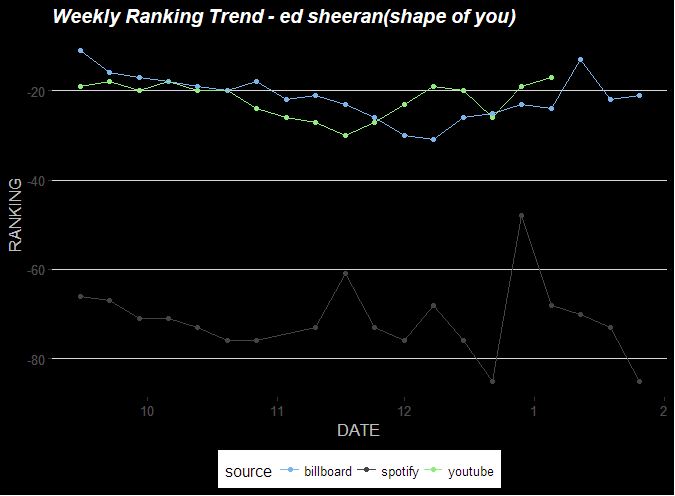 Weekly Ranking Trend - ed sheeran(shape of you)
RANKING
-20
-40
-60
-80
10 11 12 1 2
DATE
source billboard spotify youtube